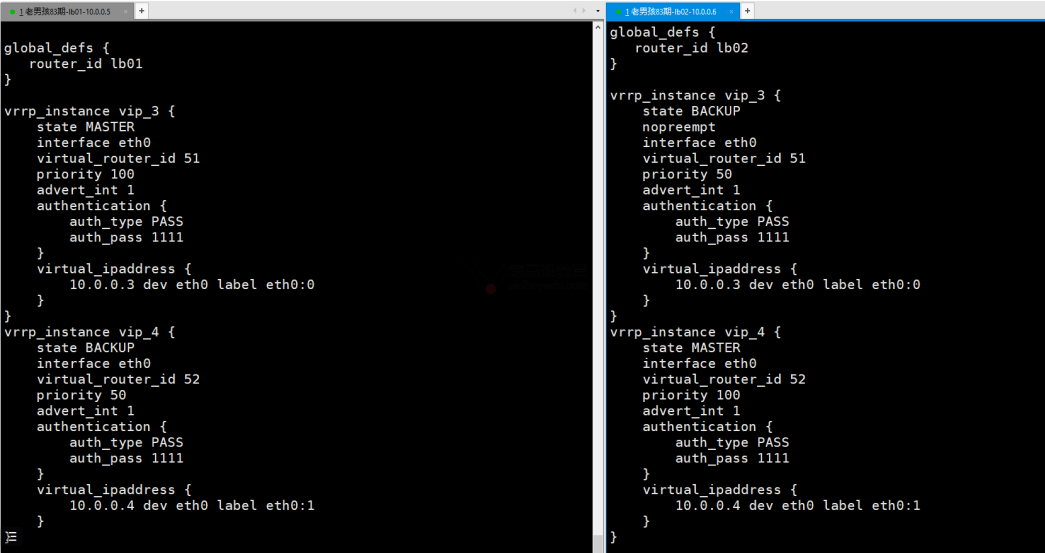 1 老男孩83期-lb01-10.0.0.5
global_defs {
router_id lb01
}
vrrp_instance vip_3 {
state MASTER
interface eth0
virtual_router_id 51
priority 100
advert_int 1
authentication {
auth_type PASS
auth_pass 1111
}
virtual_ipaddress {
10.0.0.3 dev eth0 label eth0:0
}
}
vrrp_instance vip_4 {
state BACKUP
interface eth0
virtual_router_id 52
priority 50
advert_int 1
authentication {
auth_type PASS
auth_pass 1111
}
virtual_ipaddress {
10.0.0.4 dev eth0 label eth0:1
}
}
1 老男孩83期-lb02-10.0.0.6
global_defs {
router_id lb02
}
vrrp_instance vip_3 {
state BACKUP
nopreempt
interface eth0
virtual_router_id 51
priority 50
advert_int 1
authentication {
auth_type PASS
auth_pass 1111
}
virtual_ipaddress {
10.0.0.3 dev eth0 label eth0:0
}
}
vrrp_instance vip_4 {
state MASTER
interface eth0
virtual_router_id 52
priority 100
advert_int 1
authentication {
auth_type PASS
auth_pass 1111
}
virtual_ipaddress {
10.0.0.4 dev eth0 label eth0:1
}
}